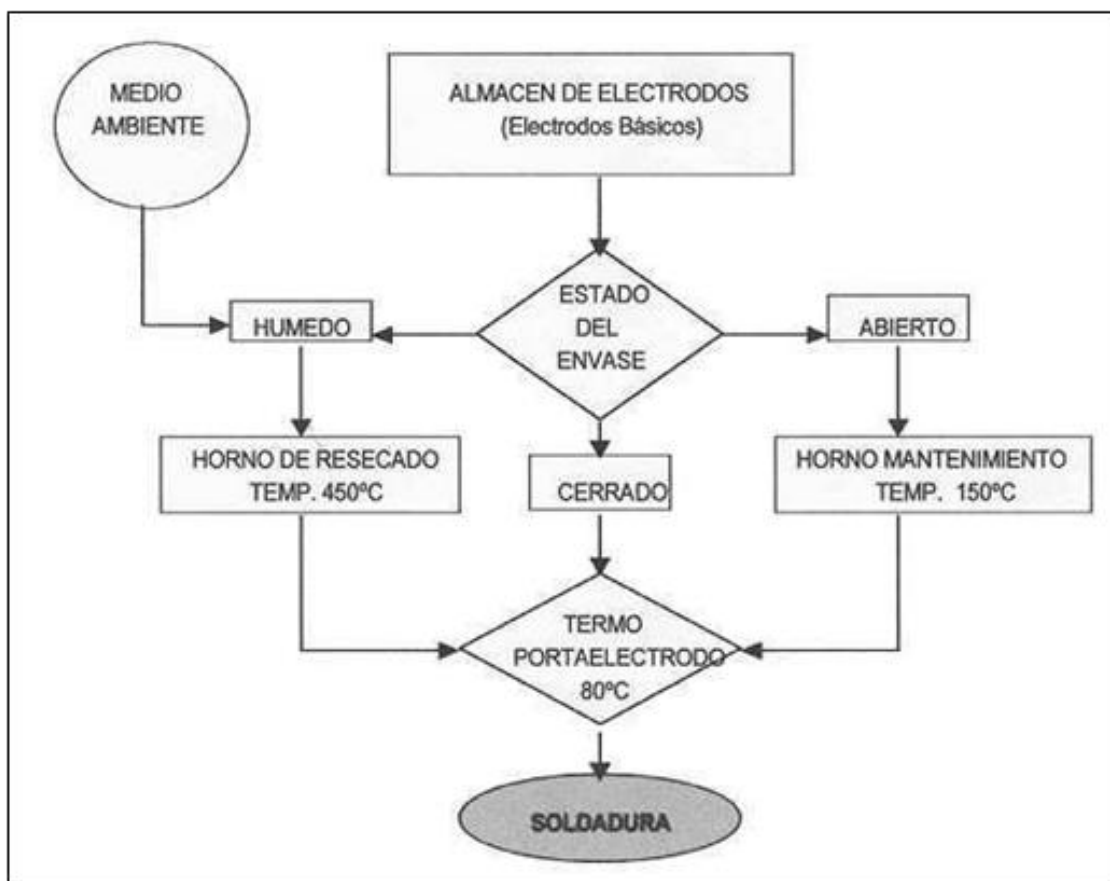 MEDIO
AMBIENTE
ALMACEN DE ELECTRODOS
(Electrodos Básicos)
ESTADO
DEL
ENVASE
HUMEDO
ABIERTO
HORNO DE RESECADO
TEMP. 450ºC
CERRADO
HORNO MANTENIMIENTO
TEMP. 150ºC
TERMO
PORTAELECTRODO
80ºC
SOLDADURA